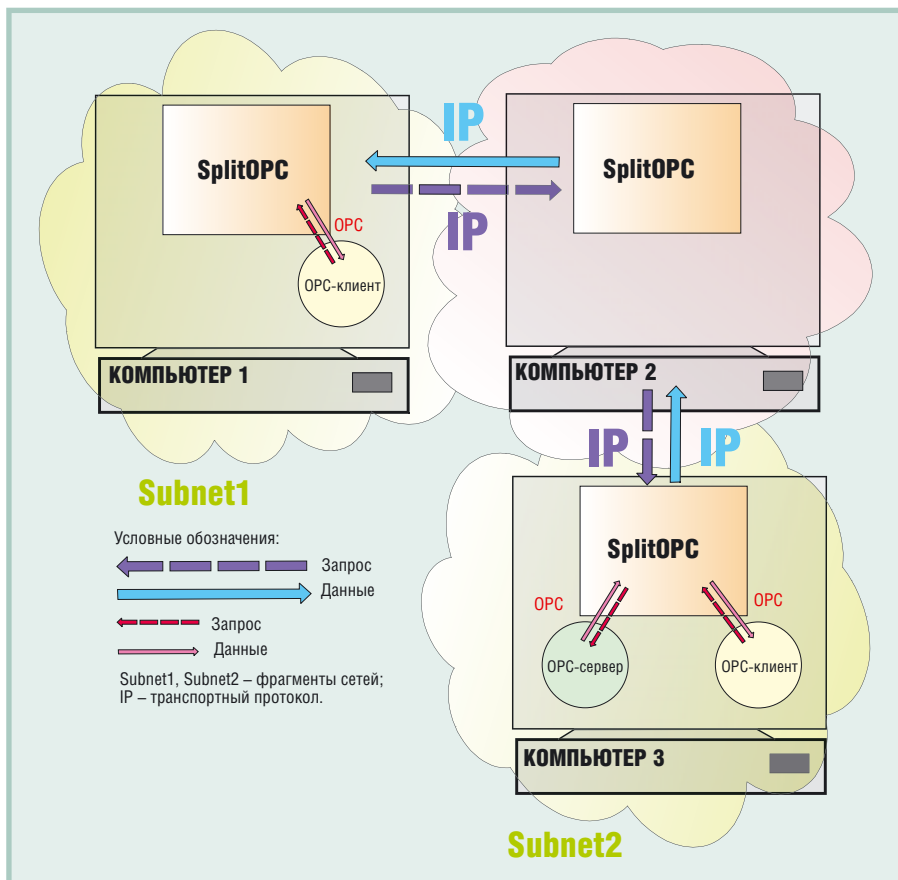 IP
SplitOPC
SplitOPC
IP
OPC
OPC-клиент
КОМПЬЮТЕР 1
КОМПЬЮТЕР 2
IP
IP
Subnet1
SplitOPC
Условные обозначения:
Запрос
Данные
Запрос
Данные
Subnet1, Subnet2 – фрагменты сетей;
IP – транспортный протокол.
OPC
OPC
OPC-сервер
OPC-клиент
КОМПЬЮТЕР 3
Subnet2